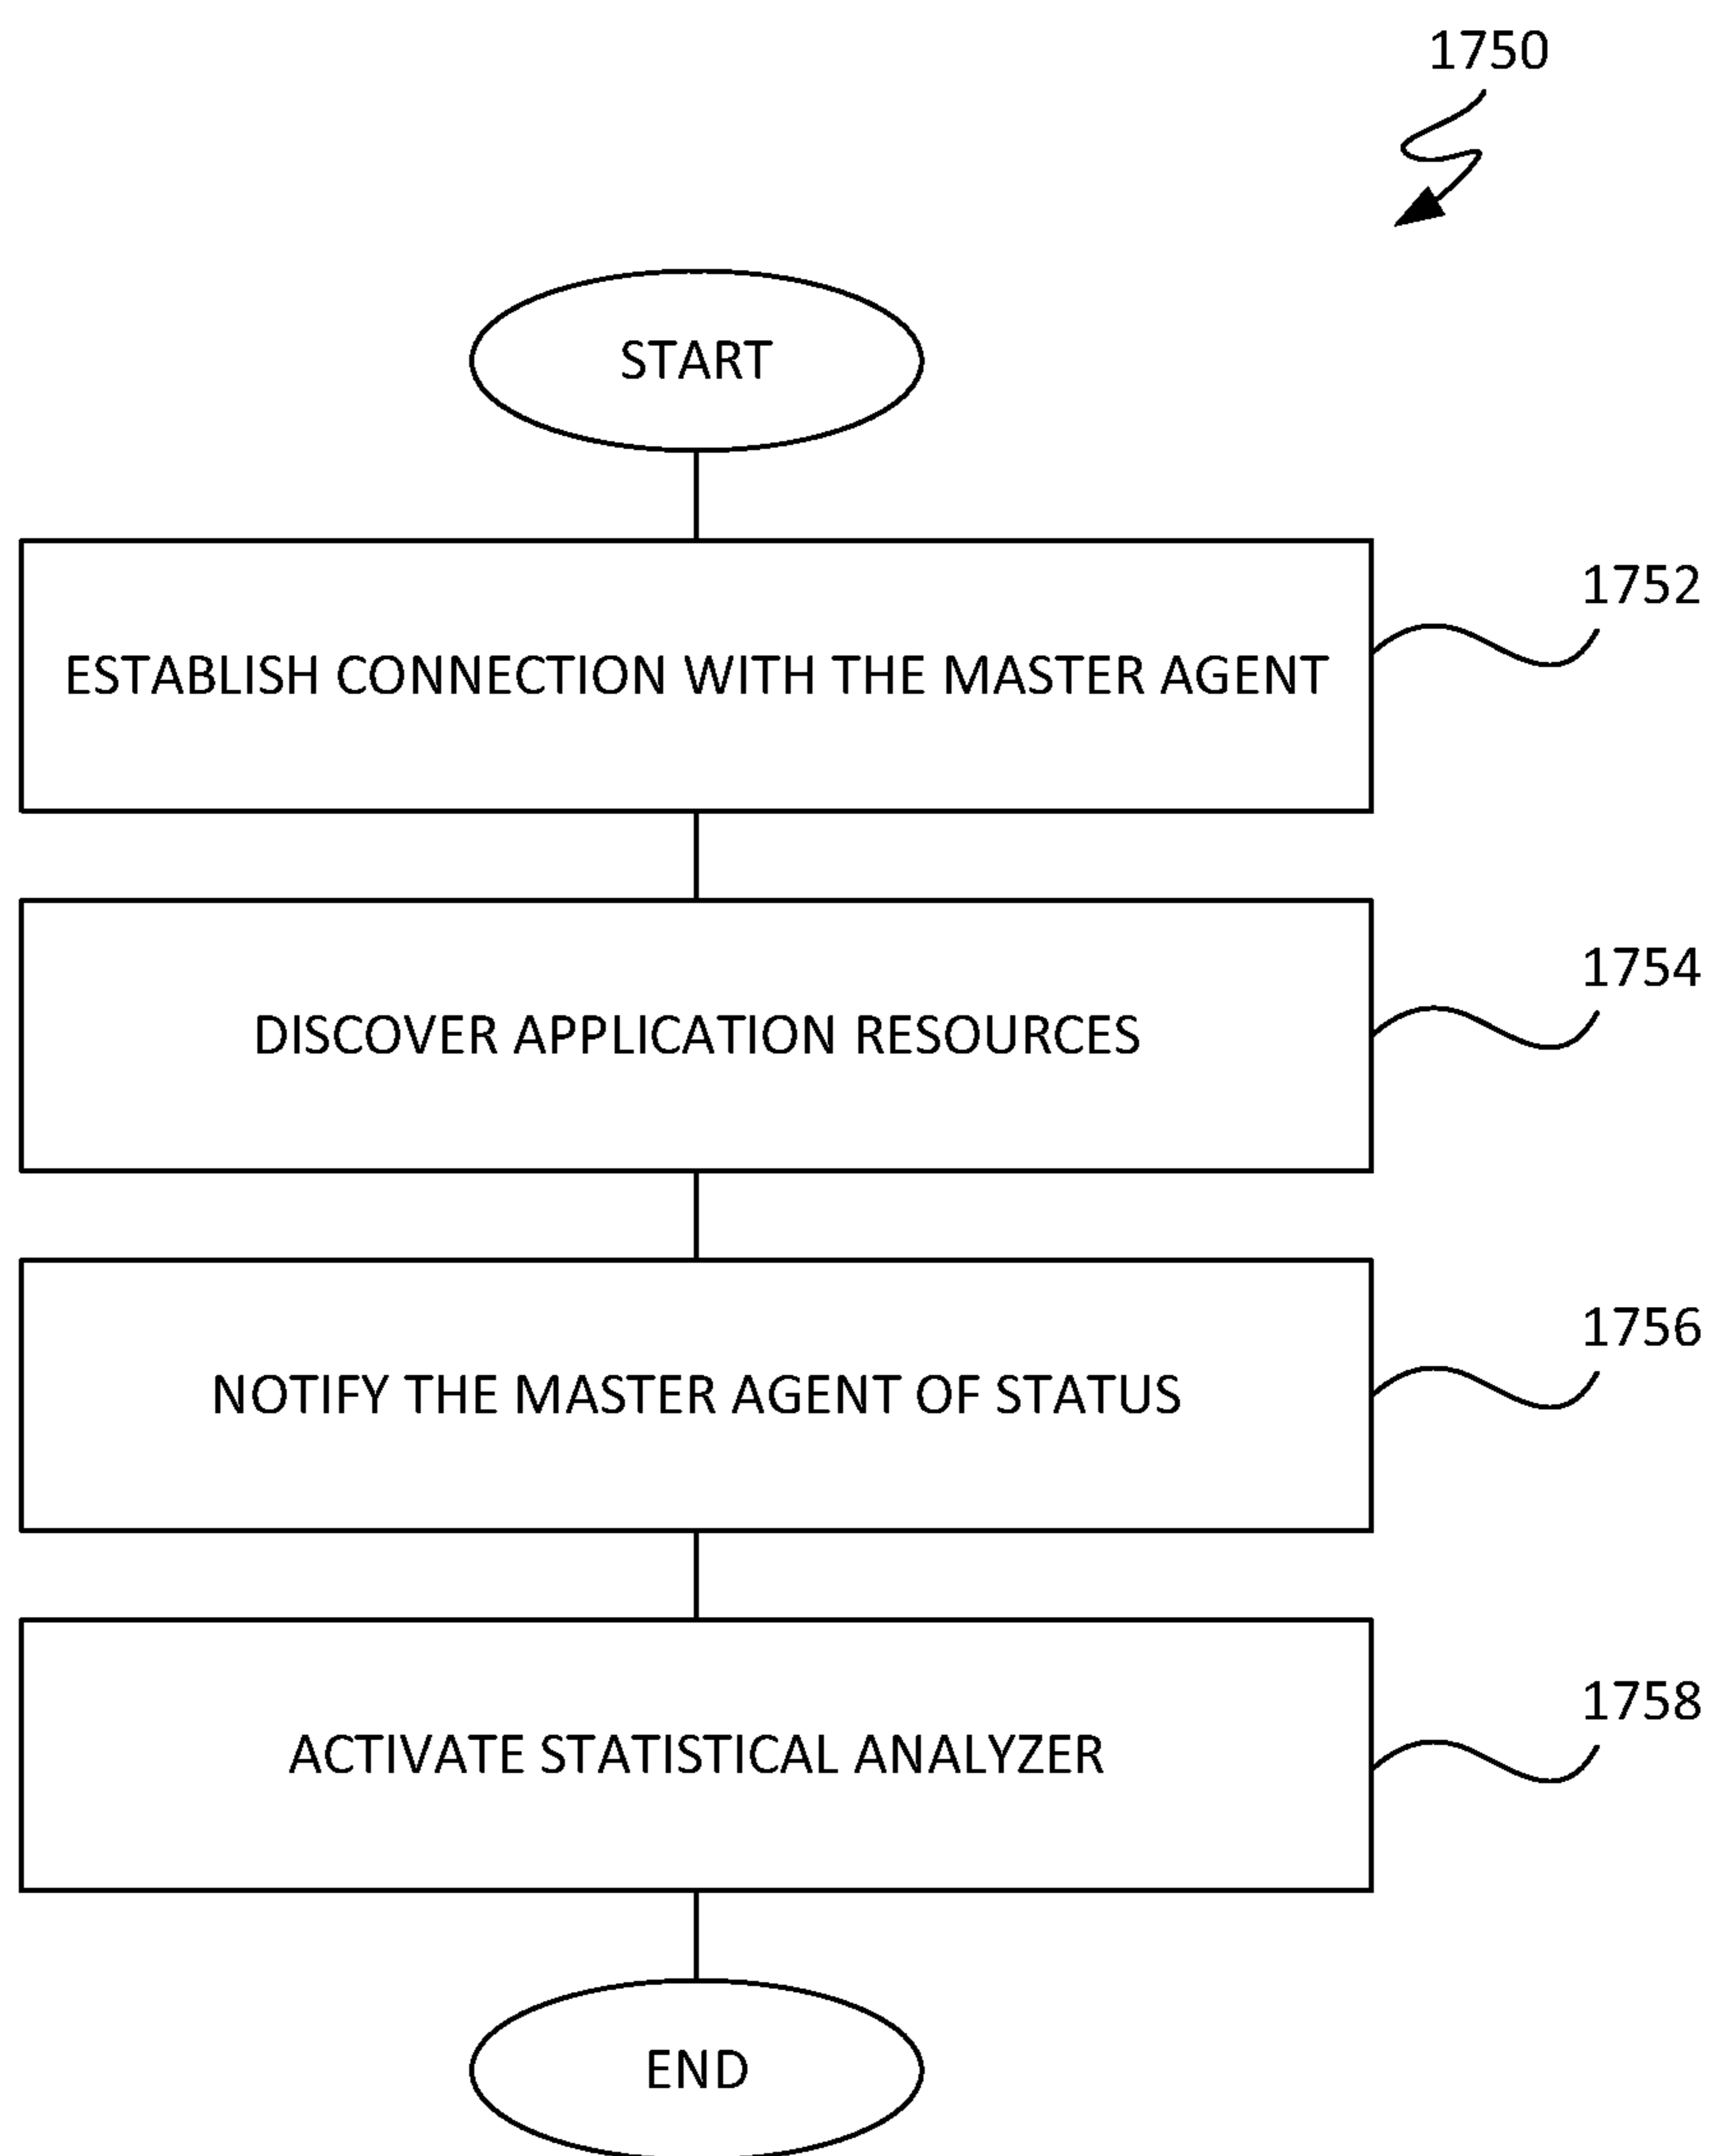 1750
START
ESTABLISH CONNECTION WITH THE MASTER AGENT
1752
DISCOVER APPLICATION RESOURCES
1754
NOTIFY THE MASTER AGENT OF STATUS
1756
ACTIVATE STATISTICAL ANALYZER
1758
END